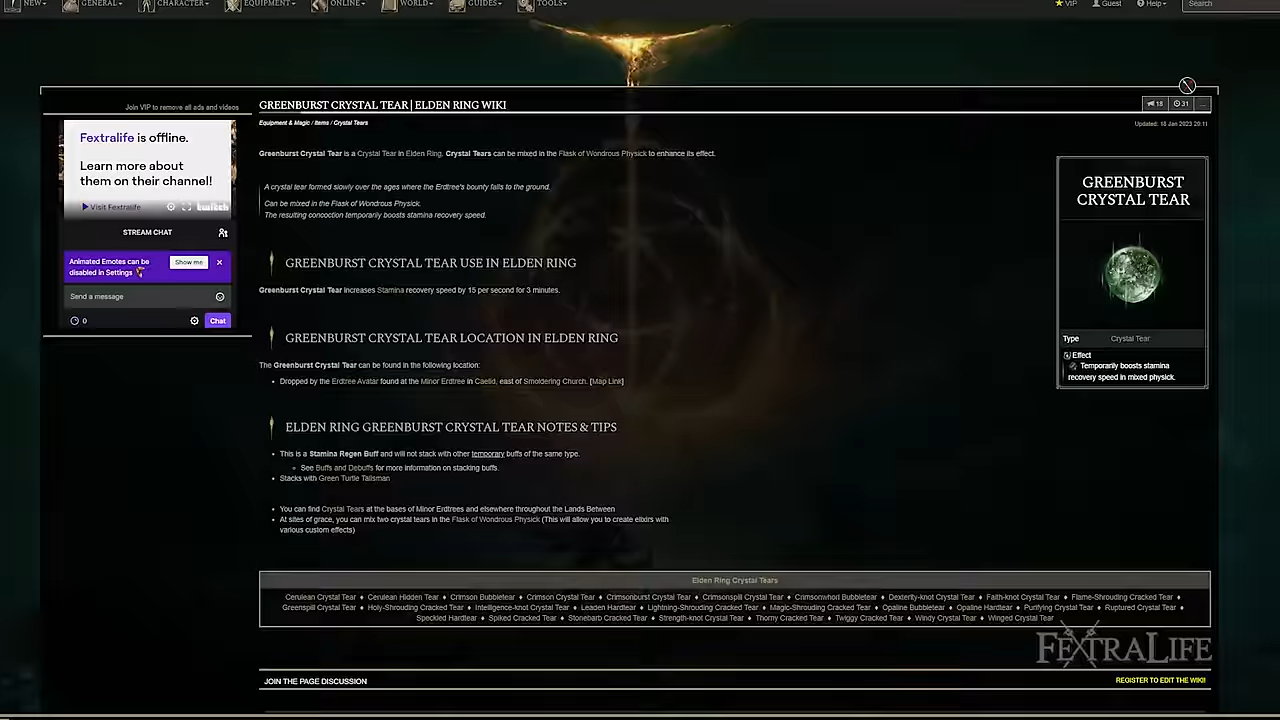 NEW
GENERAL
CHARACTER
EQUIPMENT
ONLINE
WORLD
GUIDES
TOOLS
VIP
Guest
Help
Search
Join VIP to remove all ads and videos
Fextralife is offline.
Learn more about
them on their channel!
Visit Fextralife
twitch
STREAM CHAT
Animated Emotes can be
disabled in Settings
Show me
Send a message
0
Chat
GREENBURST CRYSTAL TEAR | ELDEN RING WIKI
18
31
...
Equipment & Magic / Items / Crystal Tears
Updated: 18 Jan 2023 20:11
Greenburst Crystal Tear is a Crystal Tear in Elden Ring. Crystal Tears can be mixed in the Flask of Wondrous Physick to enhance its effect.
A crystal tear formed slowly over the ages where the Erdtree's bounty falls to the ground.
Can be mixed in the Flask of Wondrous Physick.
The resulting concoction temporarily boosts stamina recovery speed.
GREENBURST CRYSTAL TEAR USE IN ELDEN RING
Greenburst Crystal Tear increases Stamina recovery speed by 15 per second for 3 minutes.
GREENBURST CRYSTAL TEAR LOCATION IN ELDEN RING
The Greenburst Crystal Tear can be found in the following location:
Dropped by the Erdtree Avatar found at the Minor Erdtree in Caelid, east of Smoldering Church. [Map Link]
ELDEN RING GREENBURST CRYSTAL TEAR NOTES & TIPS
This is a Stamina Regen Buff and will not stack with other temporary buffs of the same type.
See Buffs and Debuffs for more information on stacking buffs.
Stacks with Green Turtle Talisman
You can find Crystal Tears at the bases of Minor Erdtrees and elsewhere throughout the Lands Between
At sites of grace, you can mix two crystal tears in the Flask of Wondrous Physick (This will allow you to create elixirs with
various custom effects)
GREENBURST
CRYSTAL TEAR
Type Crystal Tear
Effect
Temporarily boosts stamina
recovery speed in mixed physick.
Elden Ring Crystal Tears
Cerulean Crystal Tear ♦ Cerulean Hidden Tear ♦ Crimson Bubbletear ♦ Crimson Crystal Tear ♦ Crimsonburst Crystal Tear ♦ Crimsonspill Crystal Tear ♦ Crimsonwhorl Bubbletear ♦ Dexterity-knot Crystal Tear ♦ Faith-knot Crystal Tear ♦ Flame-Shrouding Cracked Tear ♦
Greenspill Crystal Tear ♦ Holy-Shrouding Cracked Tear ♦ Intelligence-knot Crystal Tear ♦ Leaden Hardtear ♦ Lightning-Shrouding Cracked Tear ♦ Magic-Shrouding Cracked Tear ♦ Opaline Bubbletear ♦ Opaline Hardtear ♦ Purifying Crystal Tear ♦ Ruptured Crystal Tear ♦
Speckled Hardtear ♦ Spiked Cracked Tear ♦ Stonebarb Cracked Tear ♦ Strength-knot Crystal Tear ♦ Thorny Cracked Tear ♦ Twiggy Cracked Tear ♦ Windy Crystal Tear ♦ Winged Crystal Tear
FEXTRALIFE
JOIN THE PAGE DISCUSSION
REGISTER TO EDIT THE WIKI!